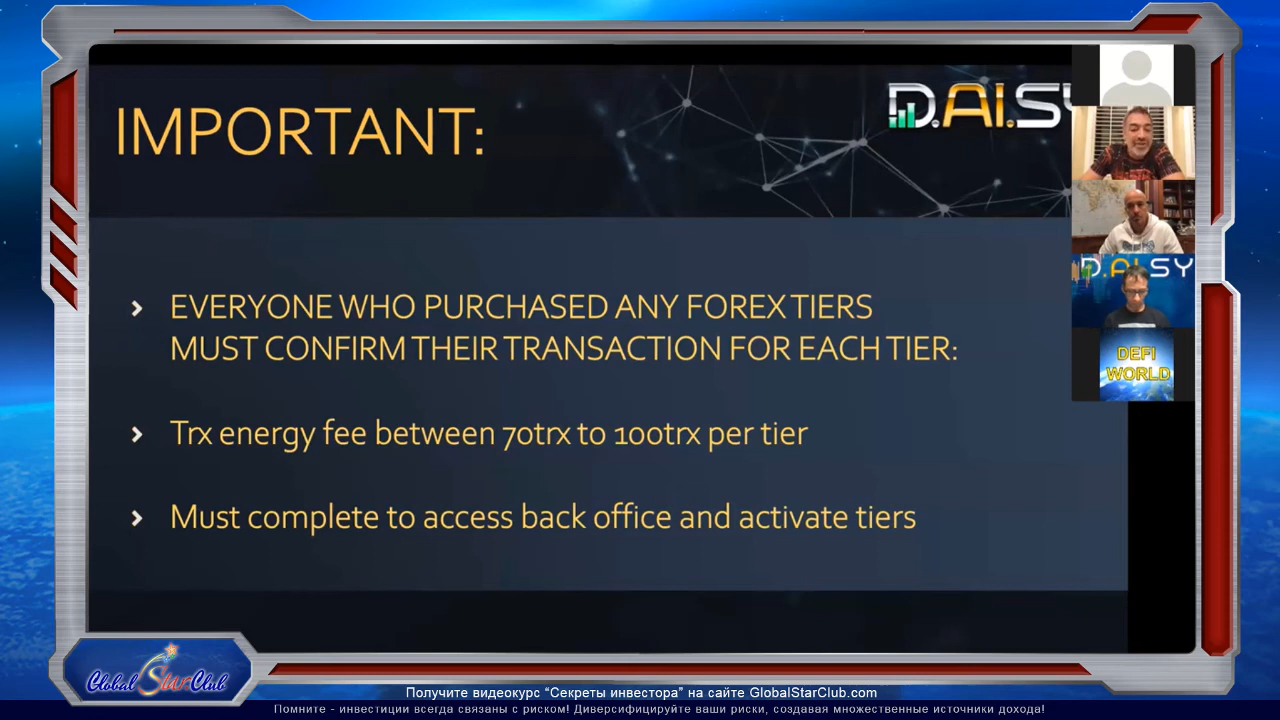 IMPORTANT:
D.AI.SY
EVERYONE WHO PURCHASED ANY FOREX TIERS
MUST CONFIRM THEIR TRANSACTION FOR EACH TIER:
Trx energy fee between 70trx to 100trx per tier
Must complete to access back office and activate tiers
D.AI.SY
DEFI
WORLD
Global Star Club
Получите видеокурс “Секреты инвестора” на сайте GlobalStarClub.com
Помните - инвестиции всегда связаны с риском! Диверсифицируйте ваши риски, создавая множественные источники дохода!